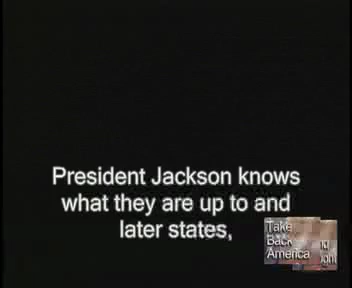 President Jackson knows
what they are up to and
later states,
Take
Back
America